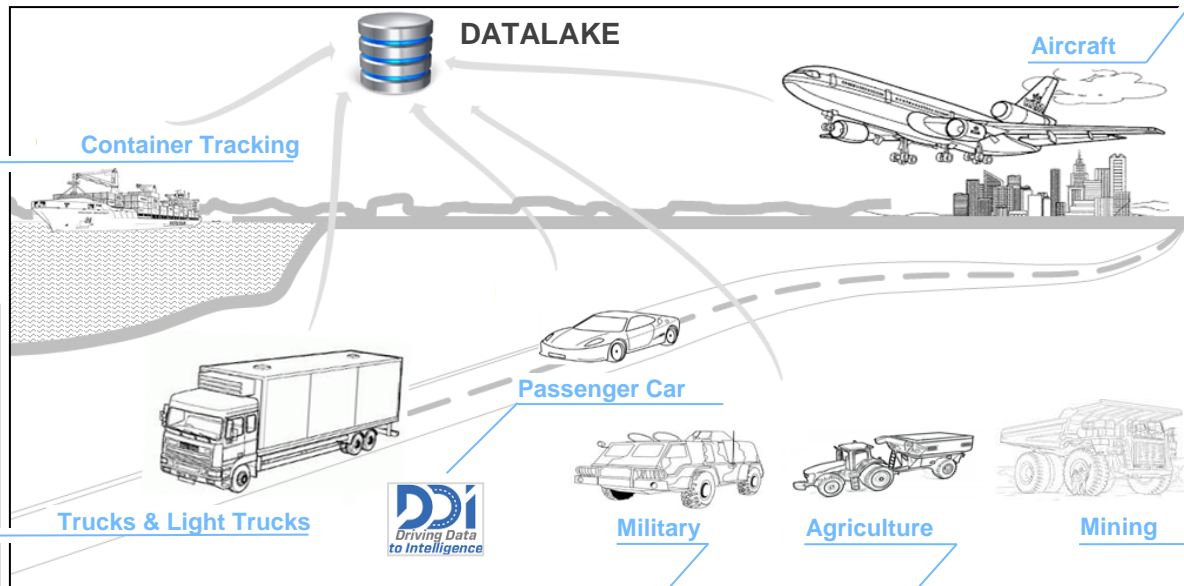 DATALAKE
Aircraft
Container Tracking
Passenger Car
DDI
Driving Data
to Intelligence
Trucks & Light Trucks
Military
Agriculture
Mining